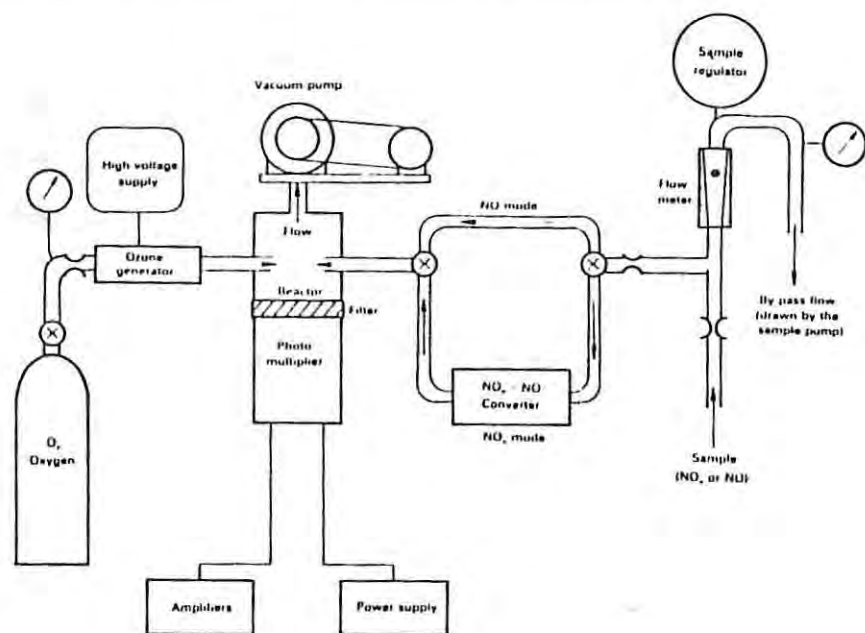 Sample
regulator
Vacuum pump
High voltage
supply
Flow
meter
NO mode
Flow
Ozone
generator
Reactor
Filter
By pass flow
(drawn by the
sample pump)
Photo
multiplier
NOx - NO
Converter
NOx mode
O2
Oxygen
Sample
(NOx or NO)
Amplifiers
Power supply